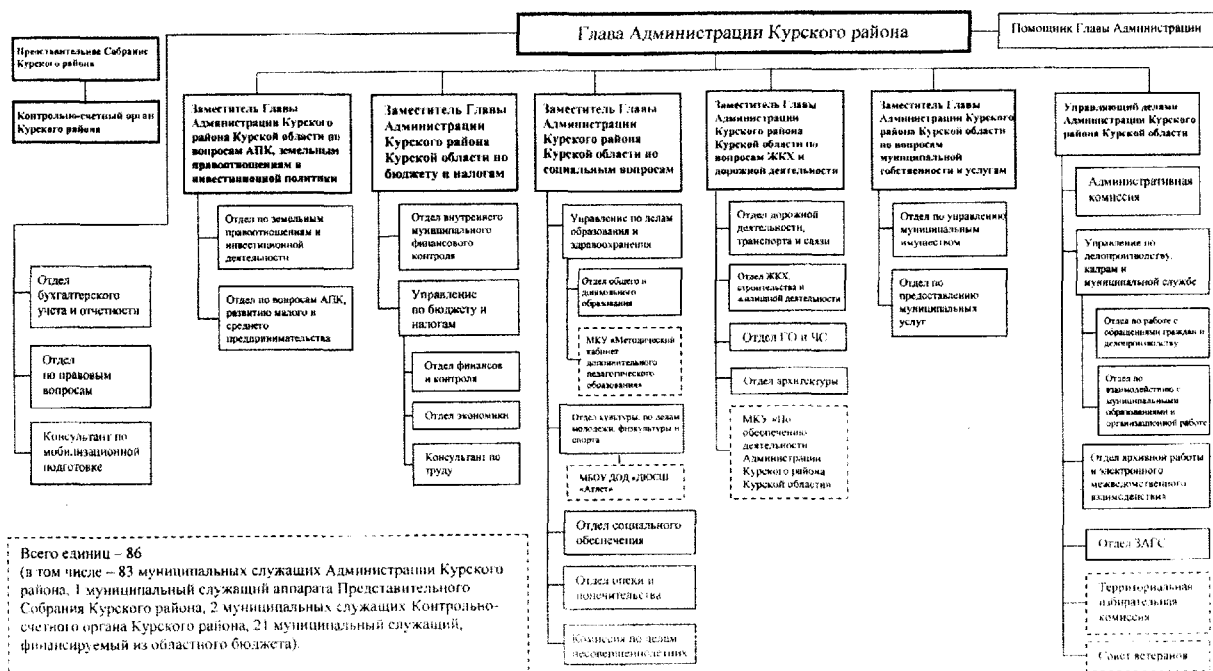 Глава Администрации Курского района
Помощник Главы Администрации
Представительное Собрание
Курского района
Контрольно-счетный орган
Курского района
Заместитель Главы
Администрации Курского
района Курской области по
вопросам АПК, земельным
правоотношениям и
инвестиционной политики
Отдел по земельным
правоотношениям и
инвестиционной
деятельности
Отдел по вопросам АПК,
развитию малого и
среднего
предпринимательства
Заместитель Главы
Администрации
Курского района
Курской области по
бюджету и налогам
Отдел внутреннего
муниципального
финансового
контроля
Управление
по бюджету и
налогам
Отдел финансов
и контроля
Отдел экономики
Консультант по
труду
Заместитель Главы
Администрации
Курского района
Курской области по
социальным вопросам
Управление по делам
образования и
здравоохранения
Отдел общего и
дошкольного
образования
МКУ «Методический
кабинет
дополнительного
педагогического
образования»
Отдел культуры, по делам
молодежи, физкультуры и
спорта
МБОУ ДОД «ДЮСШ
«Атлет»
Отдел социального
обеспечения
Отдел опеки и
попечительства
Комиссия по делам
несовершеннолетних
Заместитель Главы
Администрации
Курского района
Курской области по
вопросам ЖКХ и
дорожной деятельности
Отдел дорожной
деятельности,
транспорта и связи
Отдел ЖКХ,
строительства и
жилищной деятельности
Отдел ГО и ЧС
Отдел архитектуры
МКУ «По
обеспечению
деятельности
Администрации
Курского района
Курской области»
Заместитель Главы
Администрации Курского
района Курской области
по вопросам
муниципальной
собственности и услугам
Отдел по управлению
муниципальным
имуществом
Отдел по
предоставлению
муниципальных
услуг
Управляющий делами
Администрации Курского
района Курской области
Административная
комиссия
Управление по
делопроизводству,
кадрам и
муниципальной службе
Отдел по работе с
обращениями граждан и
делопроизводству
Отдел по
взаимодействию с
муниципальными
образованиями и
организационной работе
Отдел архивной работы
и электронного
межведомственного
взаимодействия
Отдел ЗАГС
Территориальная
избирательная
комиссия
Совет ветеранов
Отдел
бухгалтерского
учета и отчетности
Отдел
по правовым
вопросам
Консультант по
мобилизационной
подготовке
Всего единиц – 86
(в том числе – 83 муниципальных служащих Администрации Курского
района, 1 муниципальный служащий аппарата Представительного
Собрания Курского района, 2 муниципальных служащих Контрольно-
счетного органа Курского района, 21 муниципальный служащий,
финансируемый из областного бюджета).